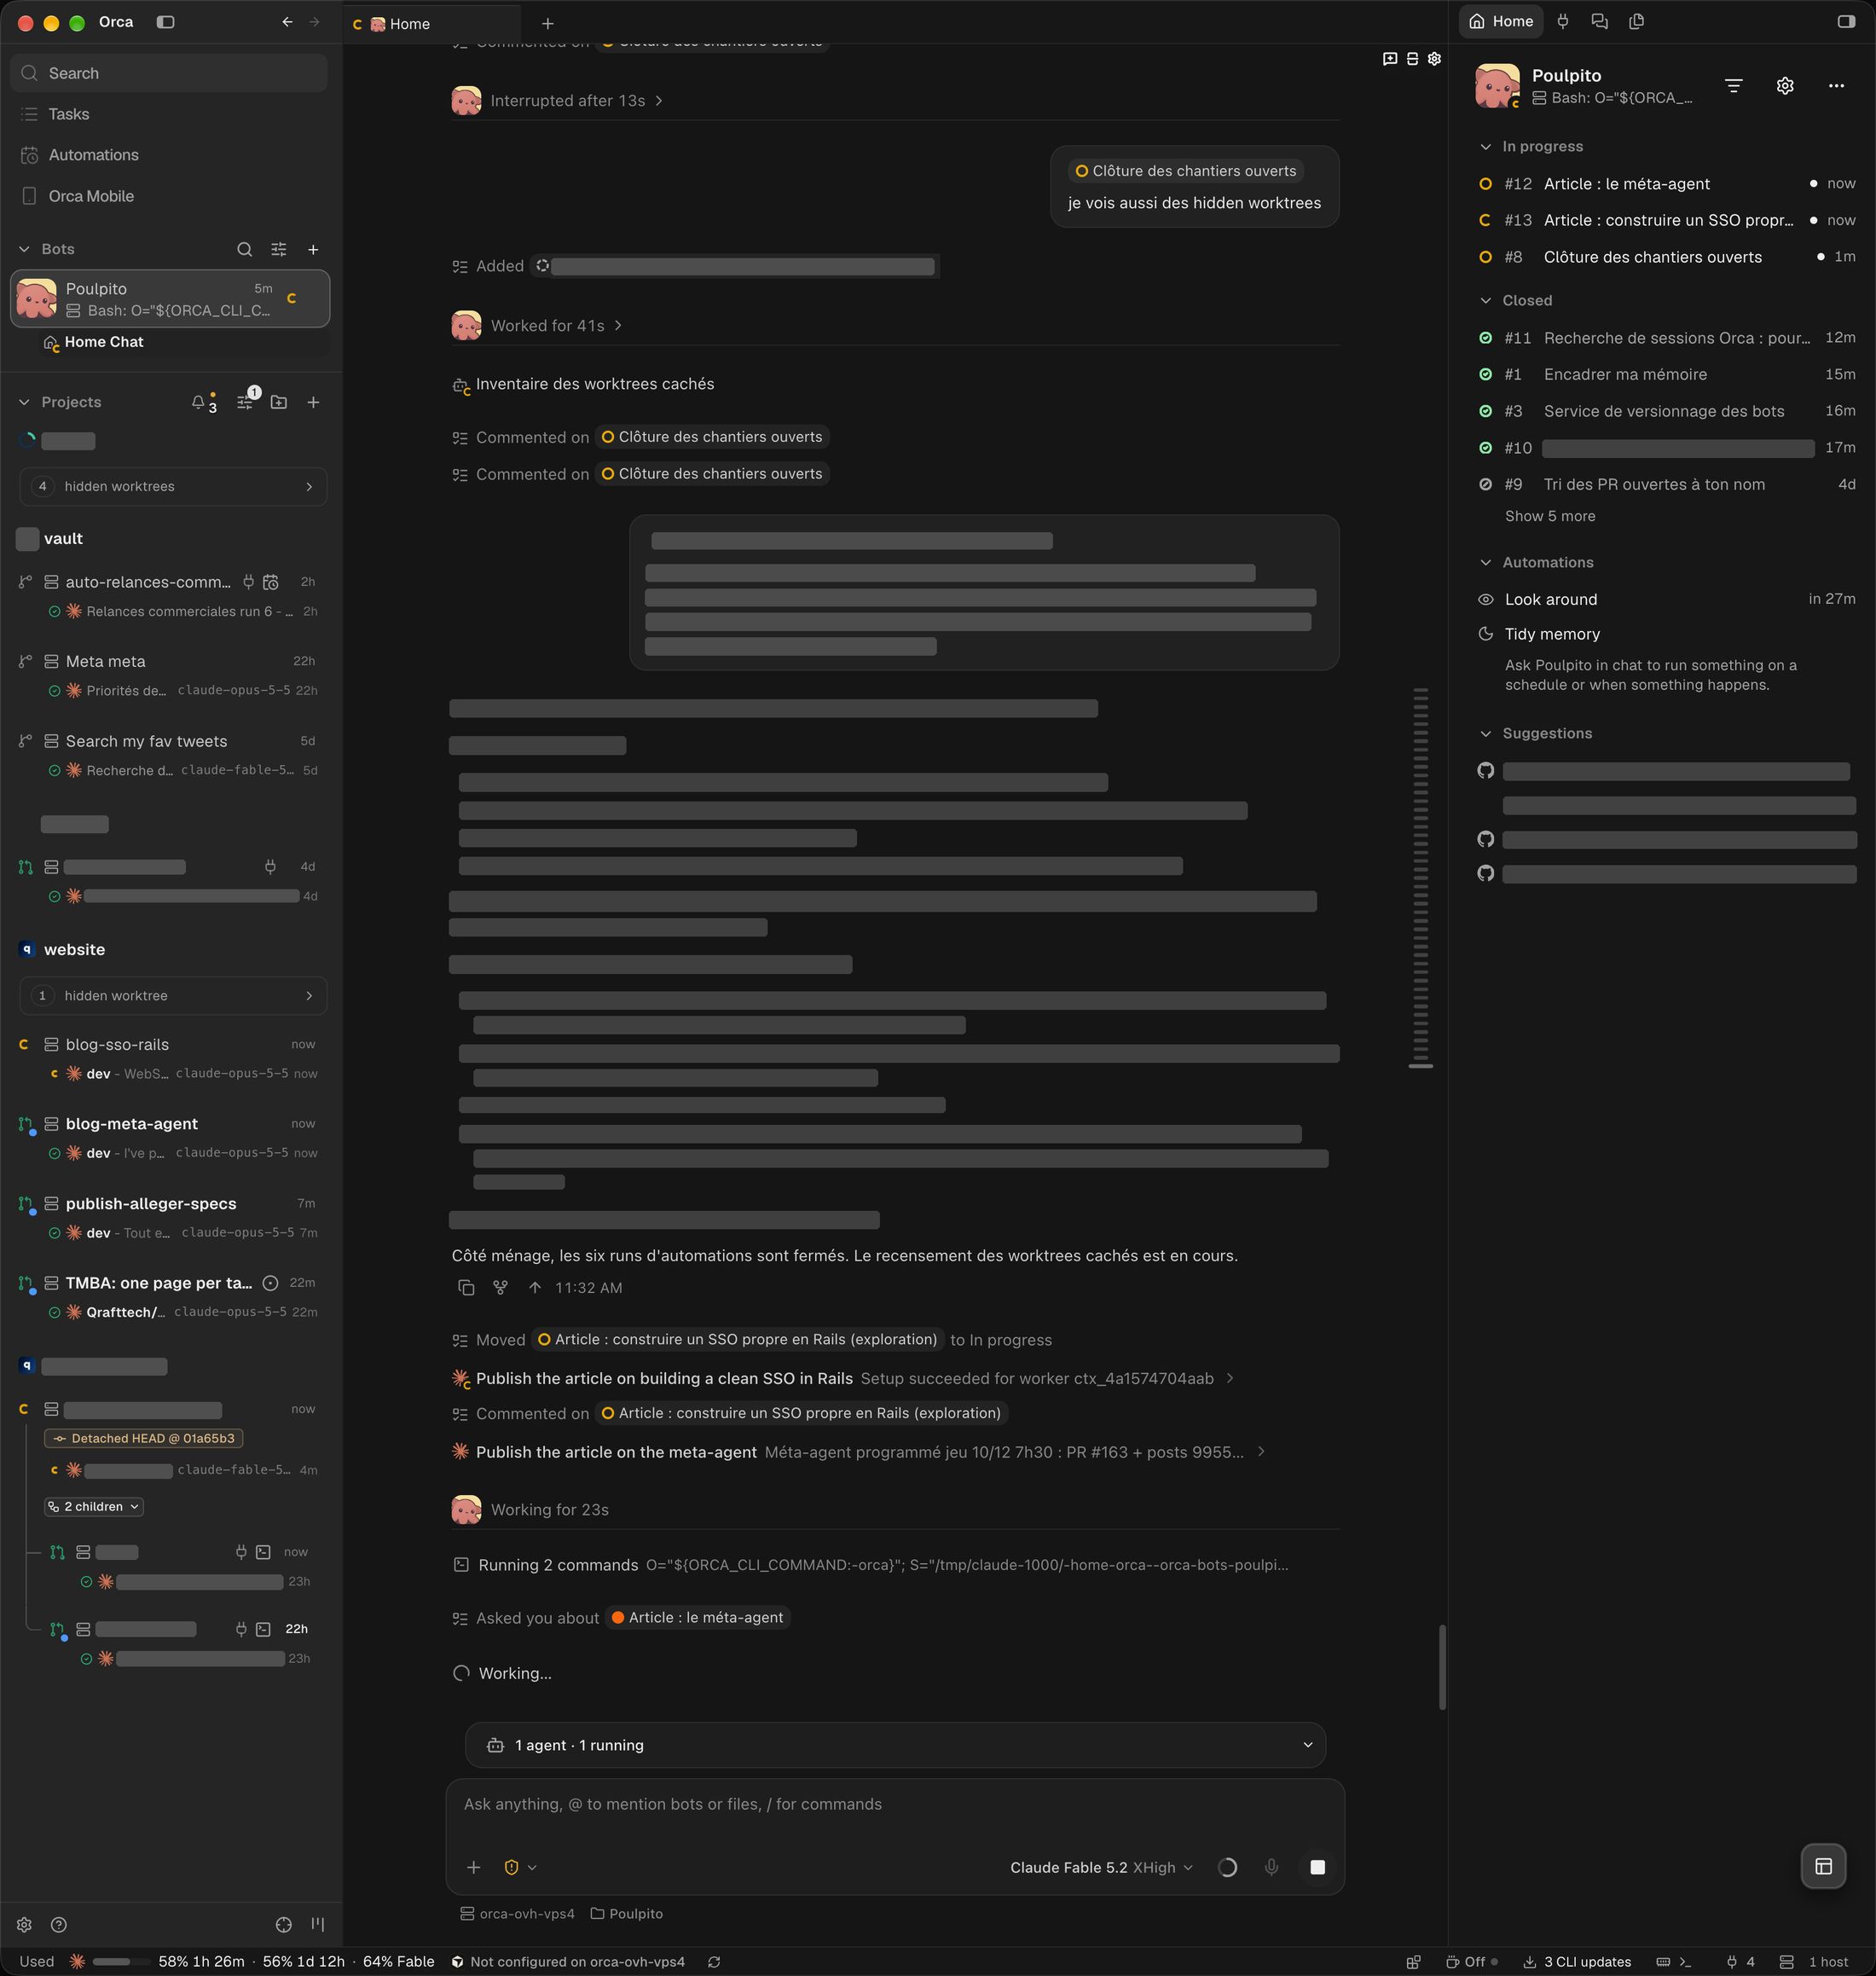 Orca
Search
Tasks
Automations
Orca Mobile
Bots
Poulpito 5m
Bash: O="${ORCA_CLI_C...
Home Chat
Projects 3 1
4 hidden worktrees
vault
auto-relances-comm... 2h
Relances commerciales run 6 - ... 2h
Meta meta 22h
Priorités de... claude-opus-5-5 22h
Search my fav tweets 5d
Recherche d... claude-fable-5... 5d
4d
4d
website
1 hidden worktree
blog-sso-rails now
dev - WebS... claude-opus-5-5 now
blog-meta-agent now
dev - I've p... claude-opus-5-5 now
publish-alleger-specs 7m
dev - Tout e... claude-opus-5-5 7m
TMBA: one page per ta... 22m
Qrafttech/... claude-opus-5-5 22m
now
Detached HEAD @ 01a65b3
claude-fable-5... 4m
2 children
now
23h
22h
23h
Home
Interrupted after 13s
Clôture des chantiers ouverts
je vois aussi des hidden worktrees
Added
Worked for 41s
Inventaire des worktrees cachés
Commented on Clôture des chantiers ouverts
Commented on Clôture des chantiers ouverts
Côté ménage, les six runs d'automations sont fermés. Le recensement des worktrees cachés est en cours.
11:32 AM
Moved Article : construire un SSO propre en Rails (exploration) to In progress
Publish the article on building a clean SSO in Rails Setup succeeded for worker ctx_4a1574704aab
Commented on Article : construire un SSO propre en Rails (exploration)
Publish the article on the meta-agent Méta-agent programmé jeu 10/12 7h30 : PR #163 + posts 9955...
Working for 23s
Running 2 commands O="${ORCA_CLI_COMMAND:-orca}"; S="/tmp/claude-1000/-home-orca--orca-bots-poulpi...
Asked you about Article : le méta-agent
Working...
1 agent · 1 running
Ask anything, @ to mention bots or files, / for commands
Claude Fable 5.2 XHigh
orca-ovh-vps4 Poulpito
Home
Poulpito
Bash: O="${ORCA_...
In progress
#12 Article : le méta-agent now
#13 Article : construire un SSO propr... now
#8 Clôture des chantiers ouverts 1m
Closed
#11 Recherche de sessions Orca : pour... 12m
#1 Encadrer ma mémoire 15m
#3 Service de versionnage des bots 16m
#10 17m
#9 Tri des PR ouvertes à ton nom 4d
Show 5 more
Automations
Look around in 27m
Tidy memory
Ask Poulpito in chat to run something on a
schedule or when something happens.
Suggestions
Used 58% 1h 26m · 56% 1d 12h · 64% Fable Not configured on orca-ovh-vps4 Off 3 CLI updates 4 1 host